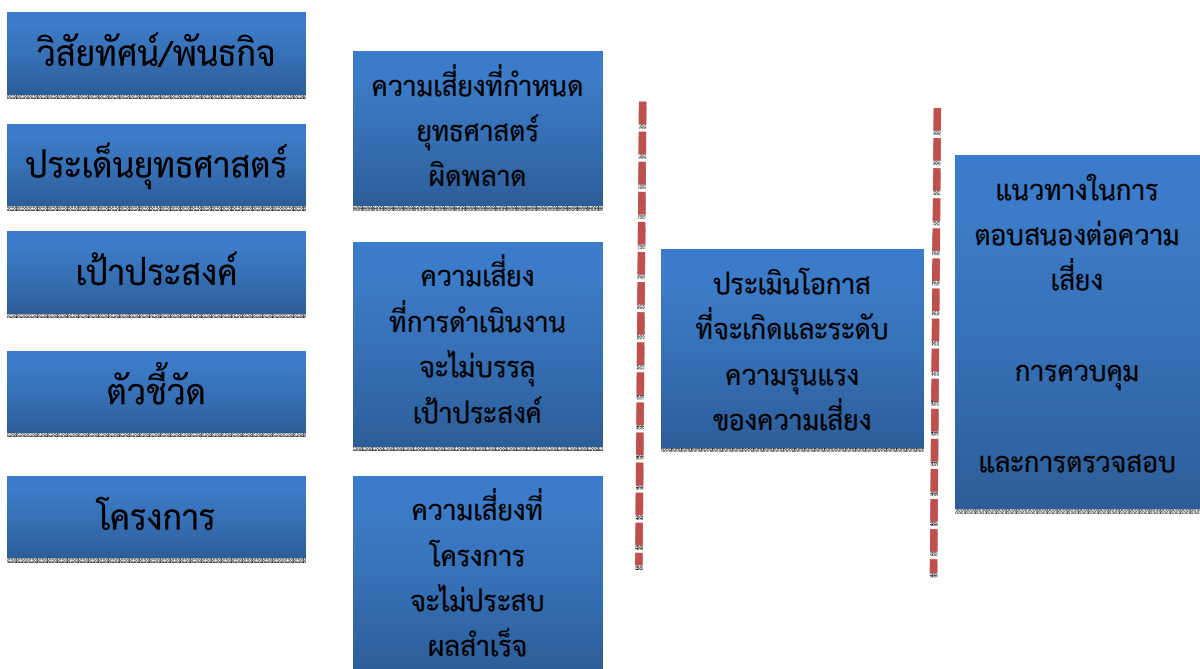 วิสัยทัศน์/พันธกิจ
ประเด็นยุทธศาสตร์
เป้าประสงค์
ตัวชี้วัด
โครงการ
ความเสี่ยงที่กำหนด
ยุทธศาสตร์
ผิดพลาด
ความเสี่ยง
ที่การดำเนินงาน
จะไม่บรรลุ
เป้าประสงค์
ความเสี่ยงที่
โครงการ
จะไม่ประสบ
ผลสำเร็จ
ประเมินโอกาส
ที่จะเกิดและระดับ
ความรุนแรง
ของความเสี่ยง
แนวทางในการ
ตอบสนองต่อความ
เสี่ยง
การควบคุม
และการตรวจสอบ